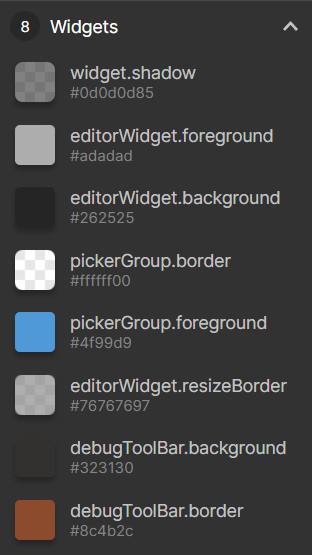 8 Widgets
widget.shadow
#0d0d0d85
editorWidget.foreground
#adadad
editorWidget.background
#262525
pickerGroup.border
#ffffff00
pickerGroup.foreground
#4f99d9
editorWidget.resizeBorder
#76767697
debugToolBar.background
#323130
debugToolBar.border
#8c4b2c